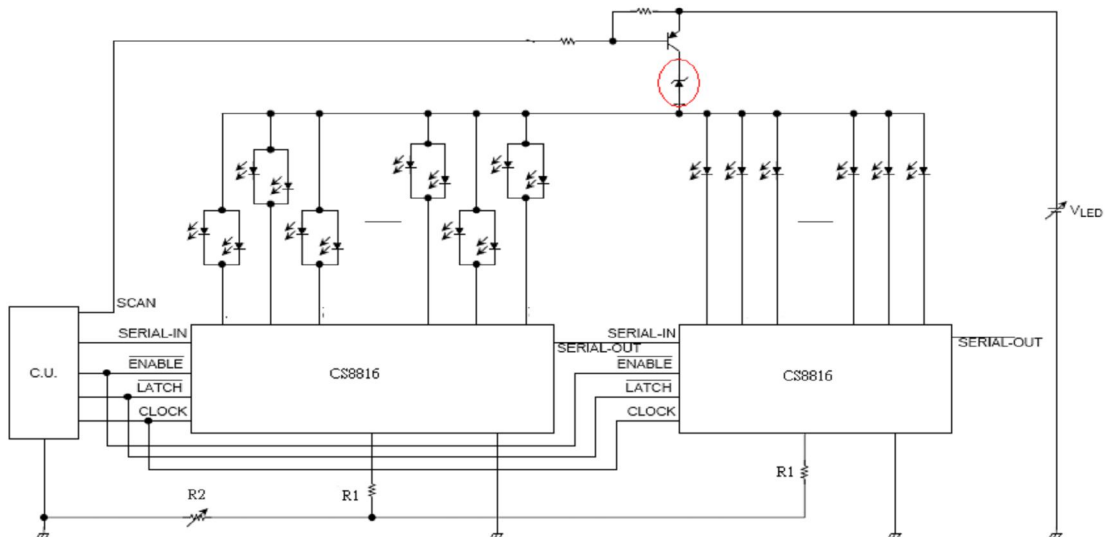 VLED
SCAN
SERIAL-IN
SERIAL-IN
SERIAL-OUT
SERIAL-OUT
ENABLE
ENABLE
C.U.
CS8816
CS8816
LATCH
LATCH
CLOCK
CLOCK
R1
R2
R1